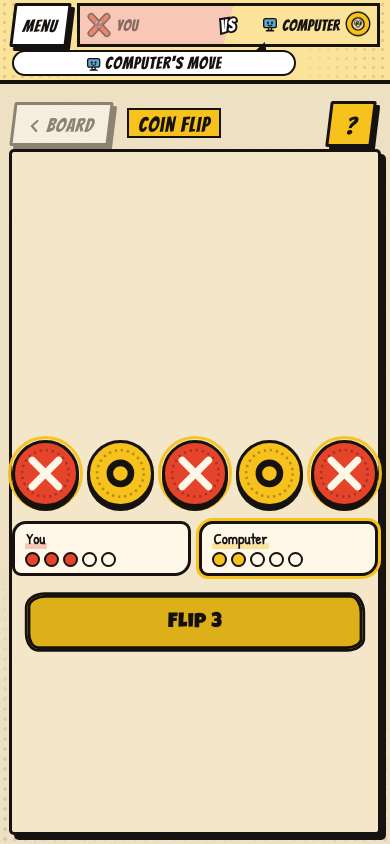 MENU
YOU
VS
COMPUTER
COMPUTER'S MOVE
BOARD
COIN FLIP
?
You
Computer
FLIP 3